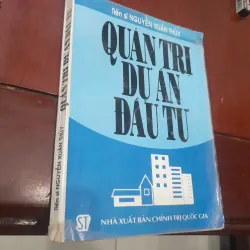 Tiến sĩ NGUYỄN XUÂN THỦY
QUẢN TRỊ
DỰ ÁN
ĐẦU TƯ
ST
NHÀ XUẤT BẢN CHÍNH TRỊ QUỐC GIA
Tiến sĩ NGUYỄN XUÂN THỦY
QUẢN TRỊ DỰ ÁN ĐẦU TƯ